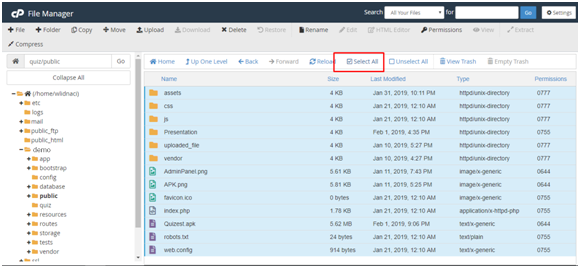 cP File Manager
Search All Your Files for Go Settings
+ File + Folder Copy Move Upload Download Delete Restore Rename Edit HTML Editor Permissions View Extract
Compress
quiz/public Go
Home Up One Level Back Forward Reload Select All Unselect All View Trash Empty Trash
Collapse All
Name Size Last Modified Type Permissions
(/home/wlidnaci)
etc
logs
mail
public_ftp
public_html
demo
app
bootstrap
config
database
public
quiz
resources
routes
storage
tests
vendor
assets 4 KB Jan 31, 2019, 10:11 PM httpd/unix-directory 0777
css 4 KB Jan 21, 2019, 12:10 AM httpd/unix-directory 0777
js 4 KB Jan 21, 2019, 12:10 AM httpd/unix-directory 0777
Presentation 4 KB Feb 1, 2019, 4:35 PM httpd/unix-directory 0755
uploaded_file 4 KB Jan 10, 2019, 5:27 PM httpd/unix-directory 0777
vendor 4 KB Jan 10, 2019, 4:27 PM httpd/unix-directory 0777
AdminPanel.png 5.61 KB Jan 11, 2019, 7:43 PM image/x-generic 0644
APK.png 5.81 KB Jan 11, 2019, 5:25 PM image/x-generic 0644
favicon.ico 0 bytes Jan 21, 2019, 12:10 AM image/x-generic 0755
index.php 1.78 KB Jan 21, 2019, 12:10 AM application/x-httpd-php 0755
Quizest.apk 5.62 MB Feb 1, 2019, 9:06 PM text/x-generic 0644
robots.txt 24 bytes Jan 21, 2019, 12:10 AM text/plain 0755
web.config 914 bytes Jan 21, 2019, 12:10 AM text/x-generic 0755